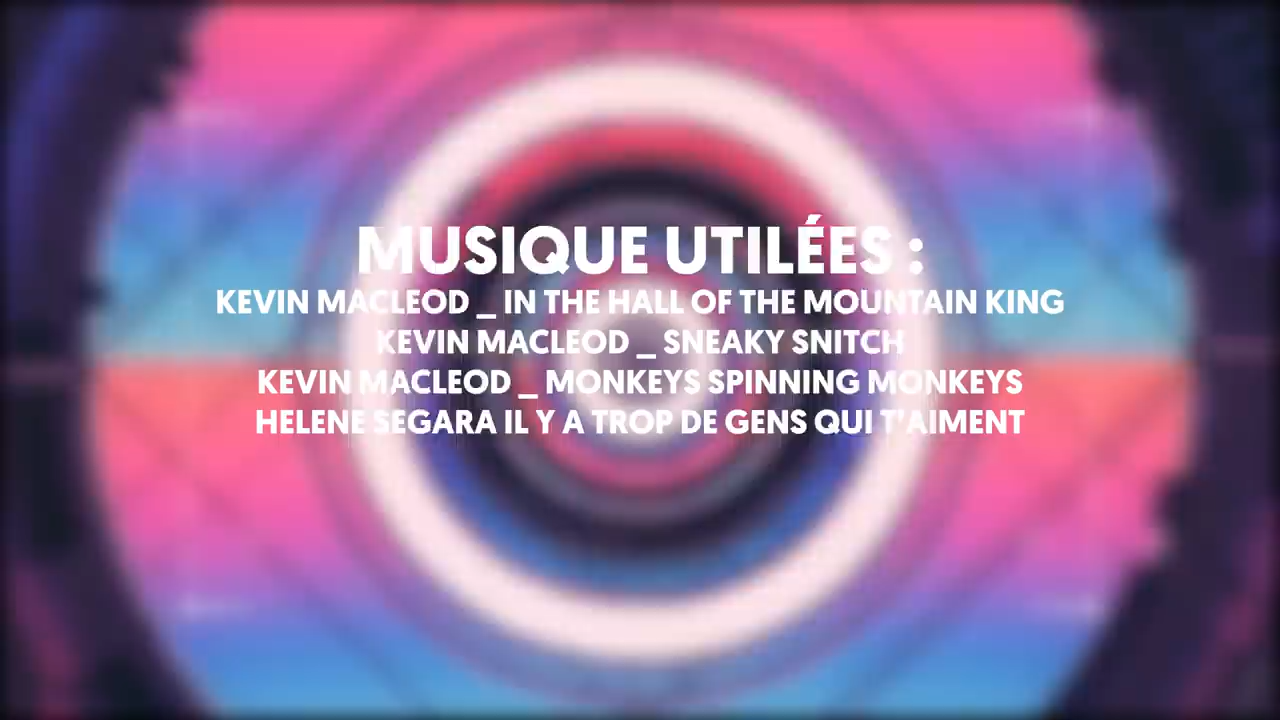 MUSIQUE UTILÉES :
KEVIN MACLEOD _ IN THE HALL OF THE MOUNTAIN KING
KEVIN MACLEOD _ SNEAKY SNITCH
KEVIN MACLEOD _ MONKEYS SPINNING MONKEYS
HELENE SEGARA IL Y A TROP DE GENS QUI T'AIMENT